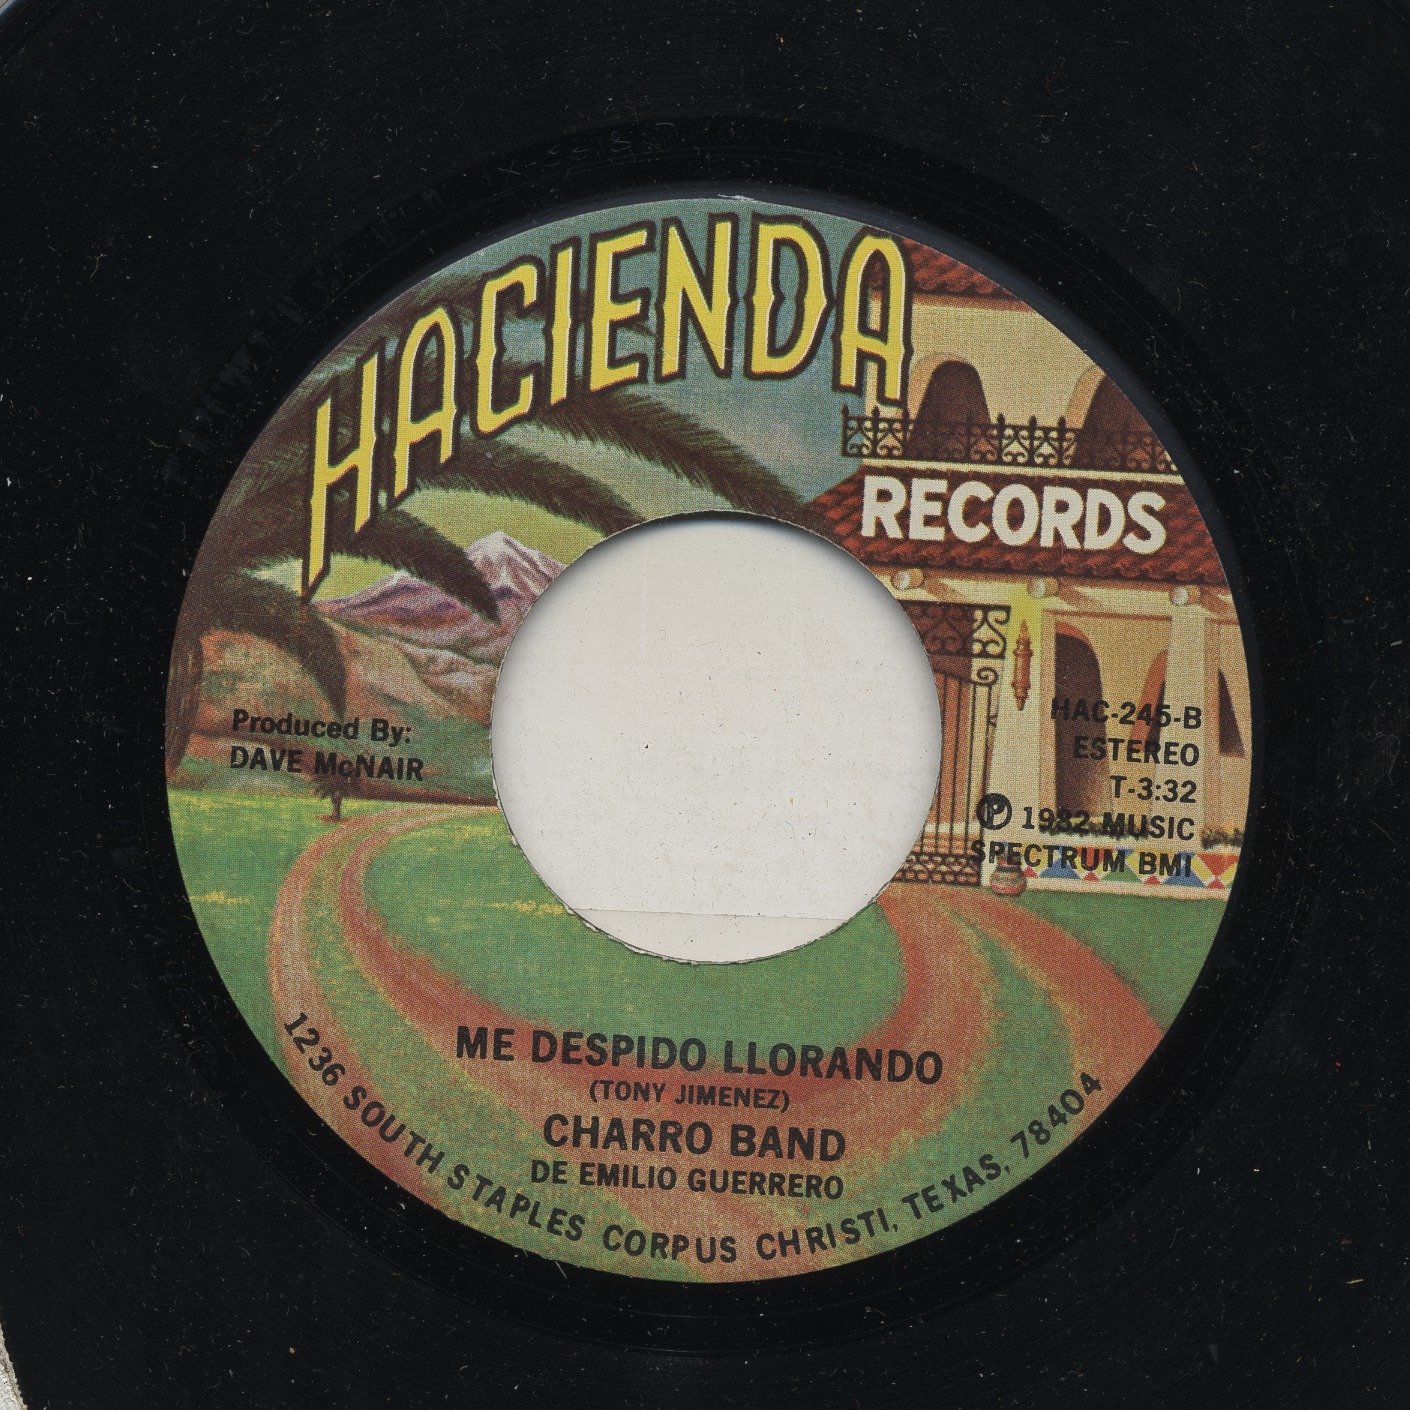 HACIENDA
RECORDS
Produced By:
DAVE McNAIR
HAC-245-B
ESTEREO
T-3:32
Ⓟ 1982 MUSIC
SPECTRUM BMI
ME DESPIDO LLORANDO
(TONY JIMENEZ)
CHARRO BAND
DE EMILIO GUERRERO
1236 SOUTH STAPLES CORPUS CHRISTI, TEXAS, 78404